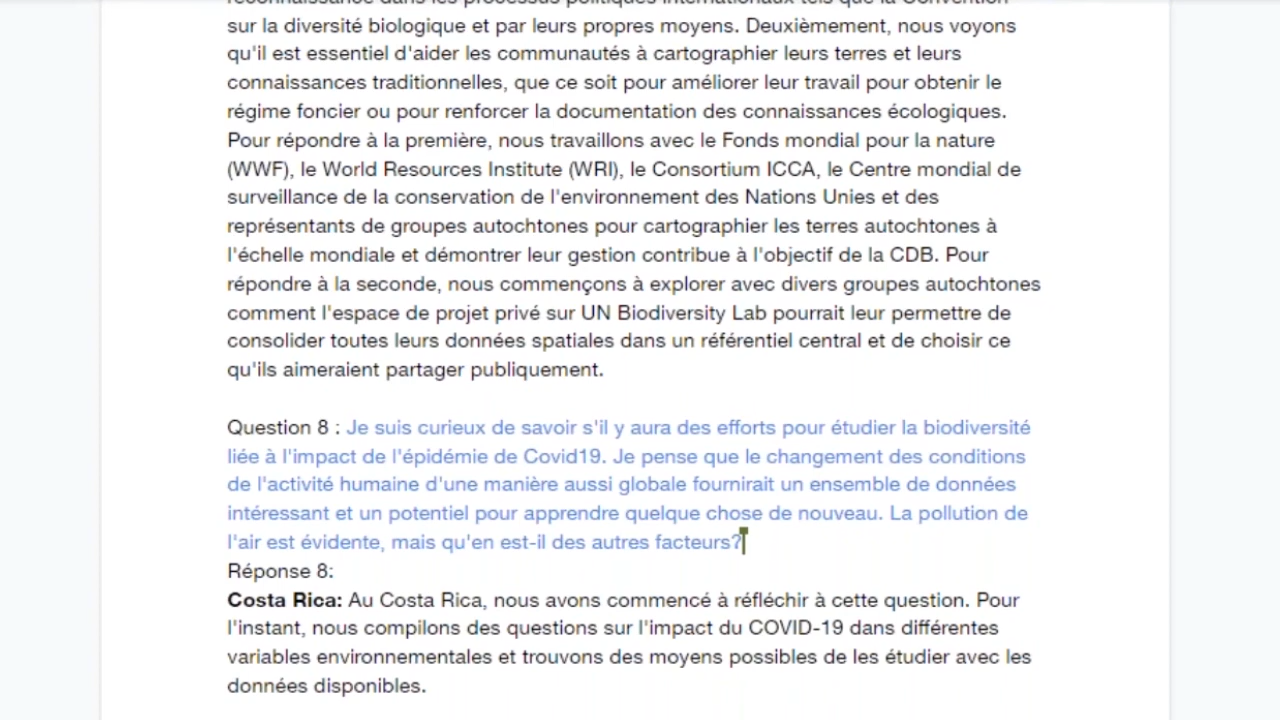 reconnaissance dans les processus politiques internationaux tels que la Convention
sur la diversité biologique et par leurs propres moyens. Deuxièmement, nous voyons
qu'il est essentiel d'aider les communautés à cartographier leurs terres et leurs
connaissances traditionnelles, que ce soit pour améliorer leur travail pour obtenir le
régime foncier ou pour renforcer la documentation des connaissances écologiques.
Pour répondre à la première, nous travaillons avec le Fonds mondial pour la nature
(WWF), le World Resources Institute (WRI), le Consortium ICCA, le Centre mondial de
surveillance de la conservation de l'environnement des Nations Unies et des
représentants de groupes autochtones pour cartographier les terres autochtones à
l'échelle mondiale et démontrer leur gestion contribue à l'objectif de la CDB. Pour
répondre à la seconde, nous commençons à explorer avec divers groupes autochtones
comment l'espace de projet privé sur UN Biodiversity Lab pourrait leur permettre de
consolider toutes leurs données spatiales dans un référentiel central et de choisir ce
qu'ils aimeraient partager publiquement.
Question 8 : Je suis curieux de savoir s'il y aura des efforts pour étudier la biodiversité
liée à l'impact de l'épidémie de Covid19. Je pense que le changement des conditions
de l'activité humaine d'une manière aussi globale fournirait un ensemble de données
intéressant et un potentiel pour apprendre quelque chose de nouveau. La pollution de
l'air est évidente, mais qu'en est-il des autres facteurs?
Réponse 8:
Costa Rica: Au Costa Rica, nous avons commencé à réfléchir à cette question. Pour
l'instant, nous compilons des questions sur l'impact du COVID-19 dans différentes
variables environnementales et trouvons des moyens possibles de les étudier avec les
données disponibles.